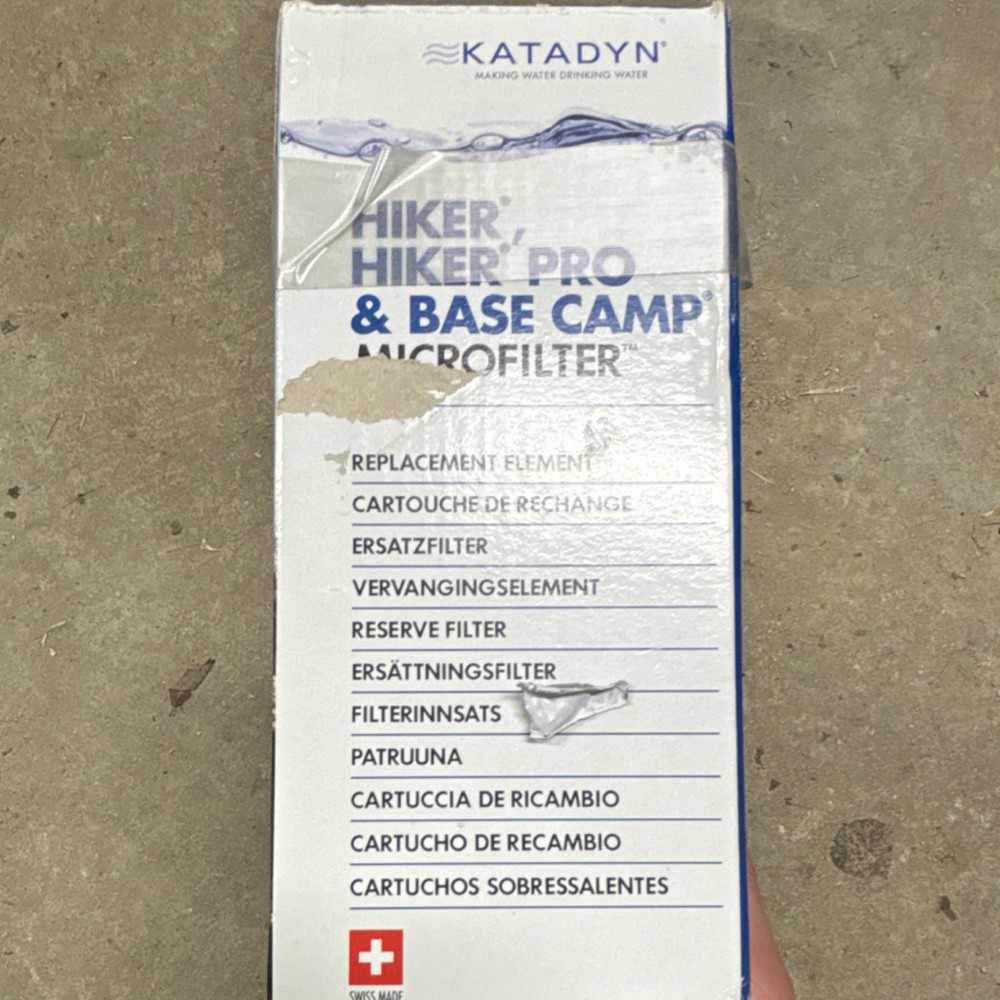 KATADYN®
MAKING WATER DRINKING WATER
HIKER®,
HIKER® PRO
& BASE CAMP®
MICROFILTER™
REPLACEMENT ELEMENT
CARTOUCHE DE RECHANGE
ERSATZFILTER
VERVANGINGSELEMENT
RESERVE FILTER
ERSÄTTNINGSFILTER
FILTERINNSATS
PATRUUNA
CARTUCCIA DE RICAMBIO
CARTUCHO DE RECAMBIO
CARTUCHOS SOBRESSALENTES
SWISS MADE